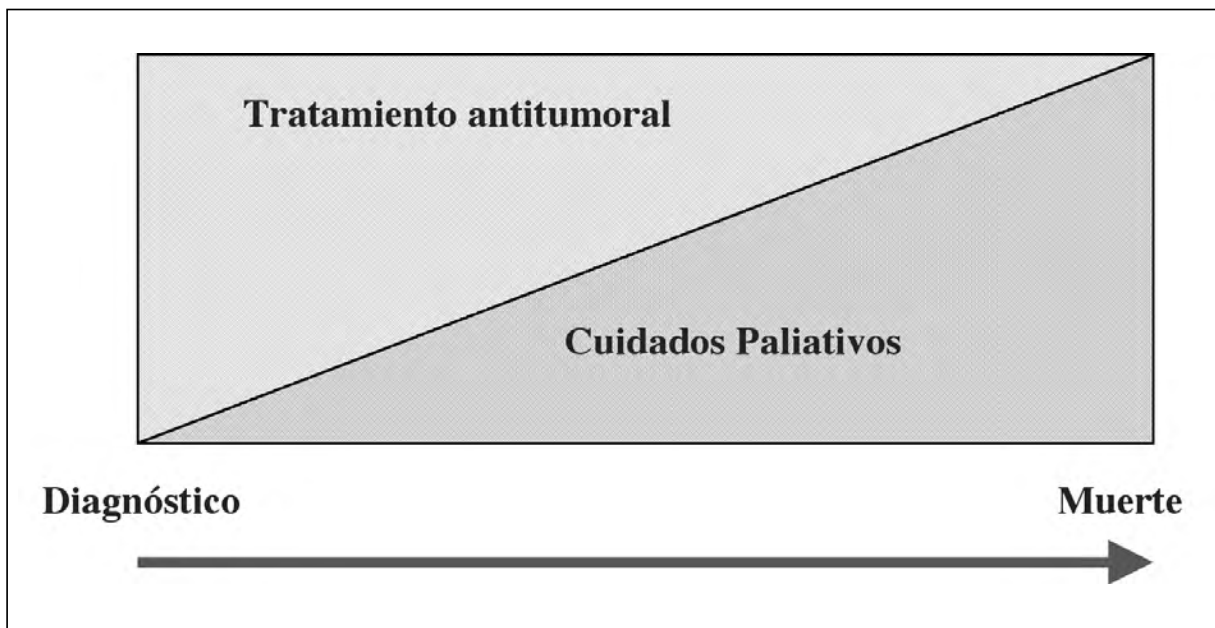 Tratamiento antitumoral
Cuidados Paliativos
Diagnóstico
Muerte